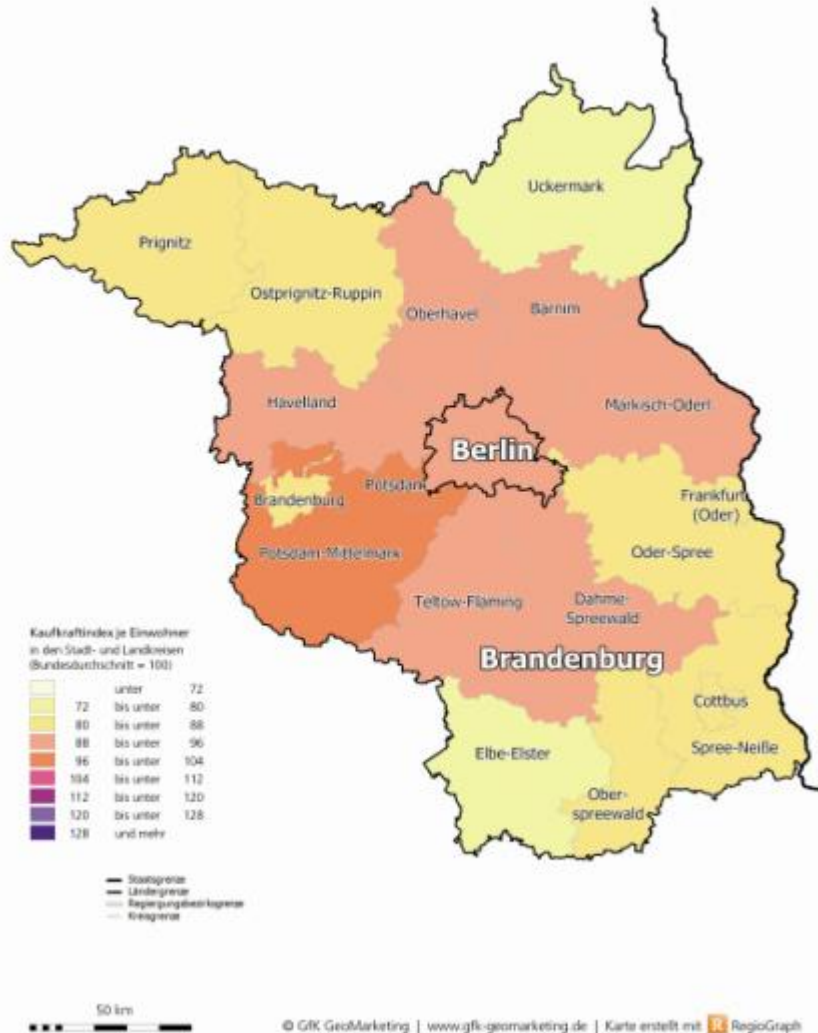 Uckermark
Prignitz
Ostprignitz-Ruppin
Oberhavel
Barnim
Havelland
Märkisch-Oderl
Berlin
Potsdam
Brandenburg
Frankfurt
(Oder)
Potsdam-Mittelmark
Oder-Spree
Teltow-Fläming
Dahme-
Spreewald
Brandenburg
Cottbus
Spree-Neiße
Elbe-Elster
Ober-
spreewald
Kaufkraftindex je Einwohner
in den Stadt- und Landkreisen
(Bundesdurchschnitt = 100)
unter 72
72 bis unter 80
80 bis unter 88
88 bis unter 96
96 bis unter 104
104 bis unter 112
112 bis unter 120
120 bis unter 128
128 und mehr
Staatsgrenze
Ländergrenze
Regierungsbezirksgrenze
Kreisgrenze
50 km
© GfK GeoMarketing | www.gfk-geomarketing.de | Karte erstellt mit R RegioGraph